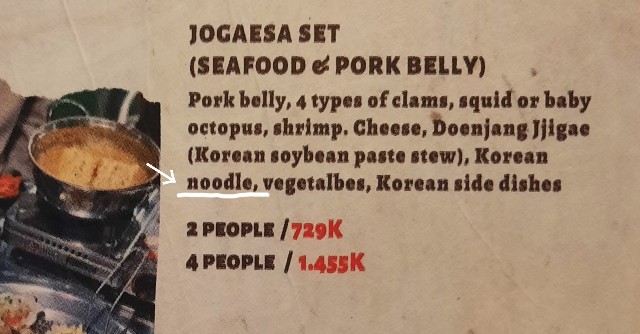 JOGAESA SET
(SEAFOOD & PORK BELLY)
Pork belly, 4 types of clams, squid or baby
octopus, shrimp. Cheese, Doenjang Jjigae
(Korean soybean paste stew), Korean
noodle, vegetalbes, Korean side dishes
2 PEOPLE / 729K
4 PEOPLE / 1.455K